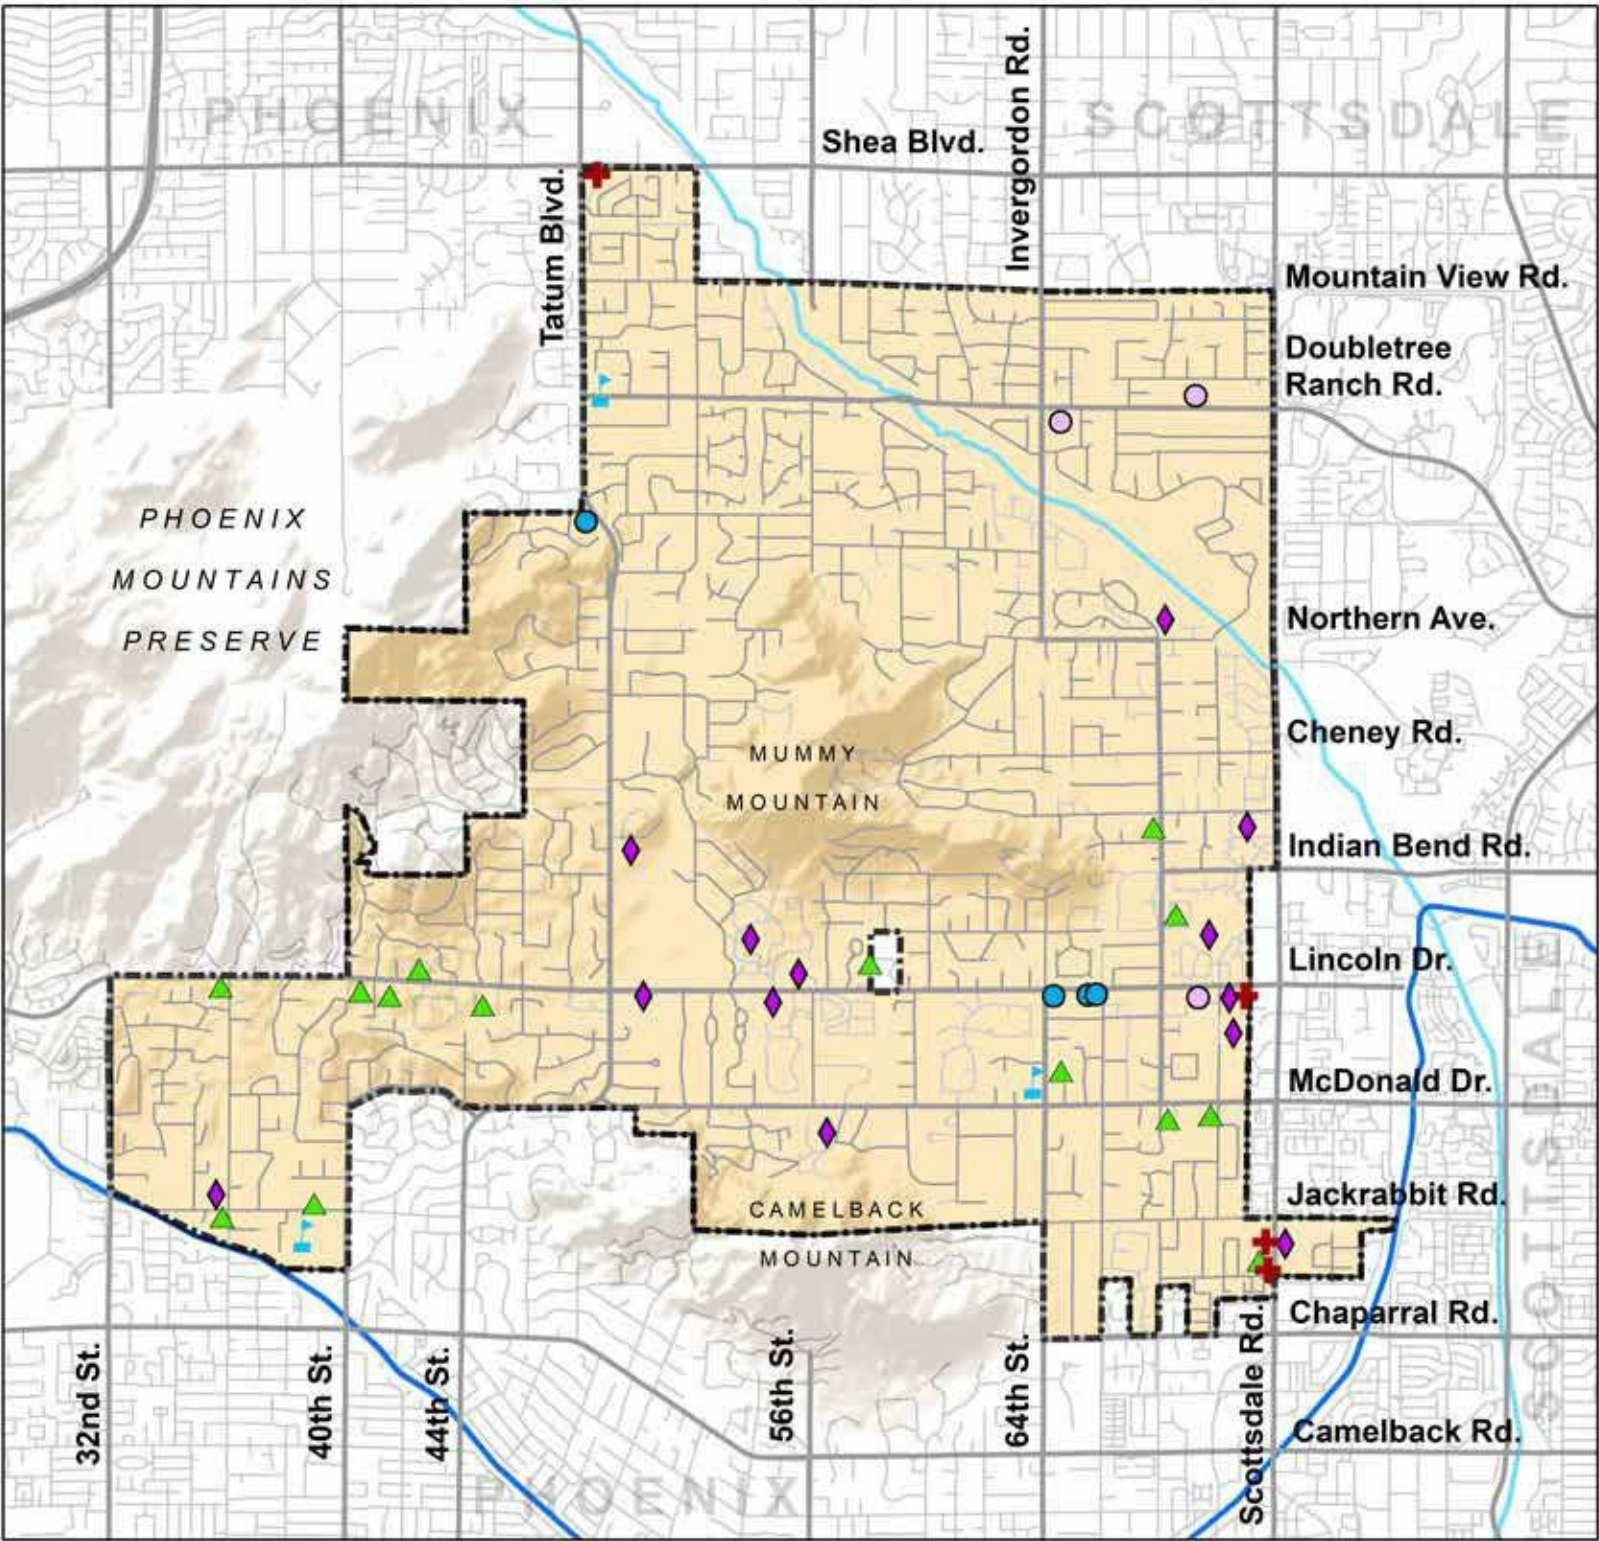 PHOENIX
SCOTTSDALE
Shea Blvd.
Invergordon Rd.
Tatum Blvd.
Mountain View Rd.
Doubletree
Ranch Rd.
PHOENIX
MOUNTAINS
PRESERVE
Northern Ave.
Cheney Rd.
MUMMY
MOUNTAIN
Indian Bend Rd.
Lincoln Dr.
McDonald Dr.
SCOTTSDALE
Jackrabbit Rd.
CAMELBACK
MOUNTAIN
Chaparral Rd.
32nd St.
40th St.
44th St.
56th St.
64th St.
Scottsdale Rd.
Camelback Rd.
PHOENIX